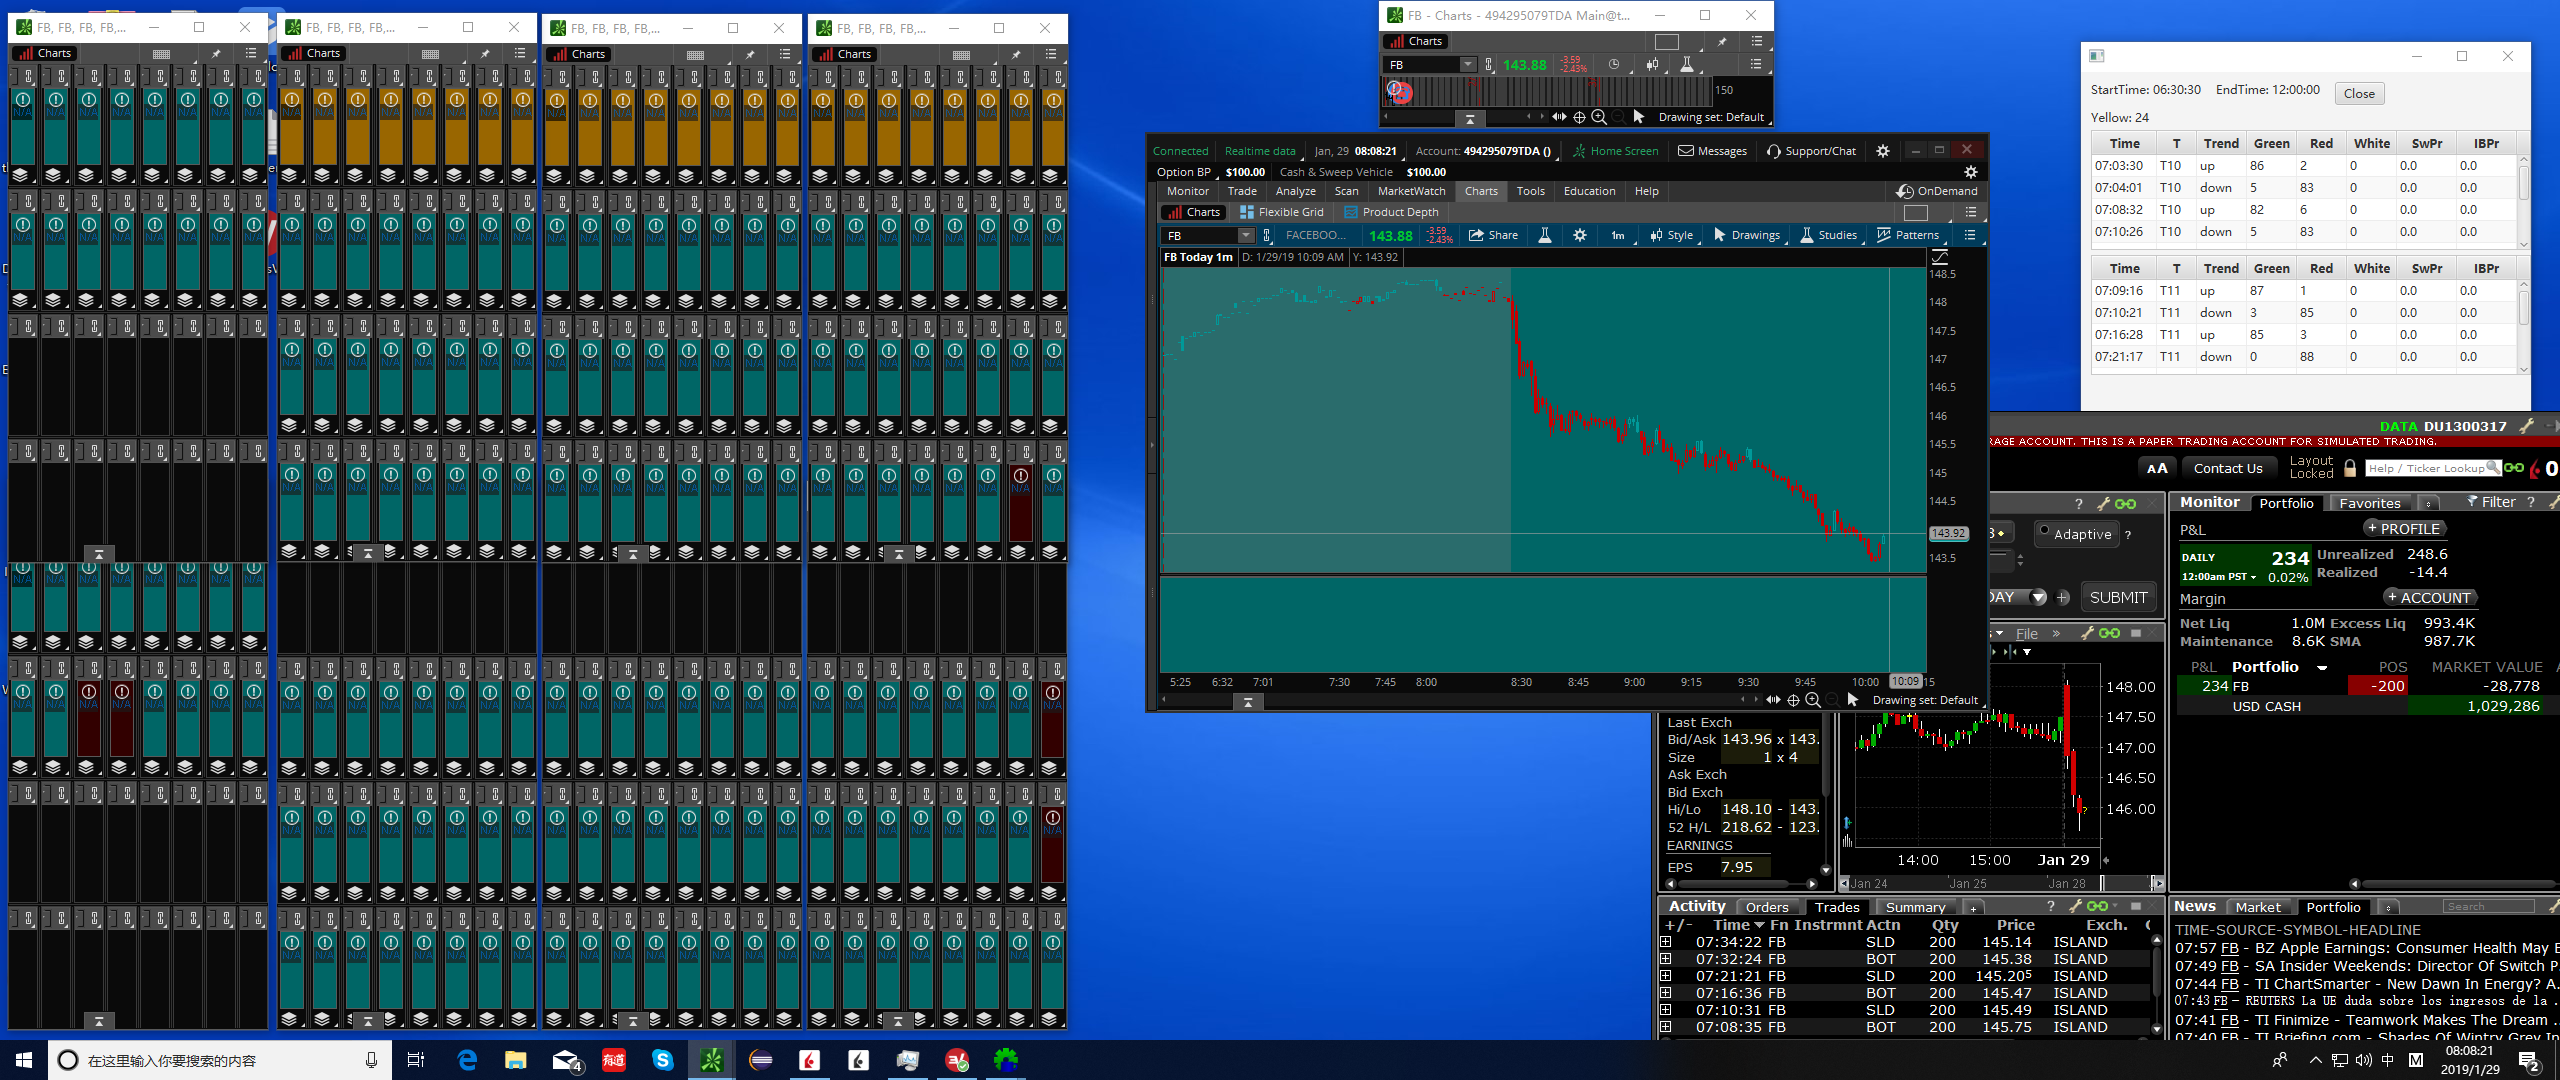 FB, FB, FB, FB,...
Charts
FB, FB, FB, FB,...
Charts
FB, FB, FB, FB,...
Charts
FB, FB, FB, FB,...
Charts
FB - Charts - 494295079TDA Main@t...
Charts
FB 143.88 -3.59 -2.43%
150
Drawing set: Default
Connected Realtime data Jan, 29 08:08:21 Account: 494295079TDA () Home Screen Messages Support/Chat
Option BP $100.00 Cash & Sweep Vehicle $100.00
Monitor Trade Analyze Scan MarketWatch Charts Tools Education Help OnDemand
Charts Flexible Grid Product Depth
FB FACEBOO... 143.88 -3.59 -2.43% Share 1m Style Drawings Studies Patterns
FB Today 1m D: 1/29/19 10:09 AM Y: 143.92
148.5
148
147.5
147
146.5
146
145.5
145
144.5
143.92
143.5
5:25 6:32 7:01 7:30 7:45 8:00 8:30 8:45 9:00 9:15 9:30 9:45 10:00 10:09 15
Drawing set: Default
StartTime: 06:30:30 EndTime: 12:00:00 Close
Yellow: 24
Time T Trend Green Red White SwPr IBPr
07:03:30 T10 up 86 2 0 0.0 0.0
07:04:01 T10 down 5 83 0 0.0 0.0
07:08:32 T10 up 82 6 0 0.0 0.0
07:10:26 T10 down 5 83 0 0.0 0.0
Time T Trend Green Red White SwPr IBPr
07:09:16 T11 up 87 1 0 0.0 0.0
07:10:21 T11 down 3 85 0 0.0 0.0
07:16:28 T11 up 85 3 0 0.0 0.0
07:21:17 T11 down 0 88 0 0.0 0.0
DATA DU1300317
RAGE ACCOUNT. THIS IS A PAPER TRADING ACCOUNT FOR SIMULATED TRADING.
AA Contact Us Layout Locked Help / Ticker Lookup
Adaptive ?
DAY SUBMIT
File »
Monitor Portfolio Favorites Filter ?
P&L + PROFILE
DAILY 234 Unrealized 248.6
12:00am PST 0.02% Realized -14.4
Margin + ACCOUNT
Net Liq 1.0M Excess Liq 993.4K
Maintenance 8.6K SMA 987.7K
P&L Portfolio POS MARKET VALUE
234 FB -200 -28,778
USD CASH 1,029,286
Last Exch
Bid/Ask 143.96 x 143.
Size 1 x 4
Ask Exch
Bid Exch
Hi/Lo 148.10 - 143.
52 H/L 218.62 - 123.
EARNINGS
EPS 7.95
148.00
147.50
147.00
146.50
146.00
14:00 15:00 Jan 29
Jan 24 Jan 25 Jan 28
Activity Orders Trades Summary + ?
+/- Time Fn Instrmnt Actn Qty Price Exch.
07:34:22 FB SLD 200 145.14 ISLAND
07:32:24 FB BOT 200 145.38 ISLAND
07:21:21 FB SLD 200 145.205 ISLAND
07:16:36 FB BOT 200 145.47 ISLAND
07:10:31 FB SLD 200 145.49 ISLAND
07:08:35 FB BOT 200 145.75 ISLAND
News Market Portfolio Search
TIME-SOURCE-SYMBOL-HEADLINE
07:57 FB - BZ Apple Earnings: Consumer Health May E
07:49 FB - SA Insider Weekends: Director Of Switch P.
07:44 FB - TI ChartSmarter - New Dawn In Energy? A.
07:43 FB - REUTERS La UE duda sobre los ingresos de la .
07:41 FB - TI Finimize - Teamwork Makes The Dream ..
07:40 FB - TI Briefing.com - Shades Of Wintry Grey In
在这里输入你要搜索的内容
4
有道
中 M 08:08:21
2019/1/29
2